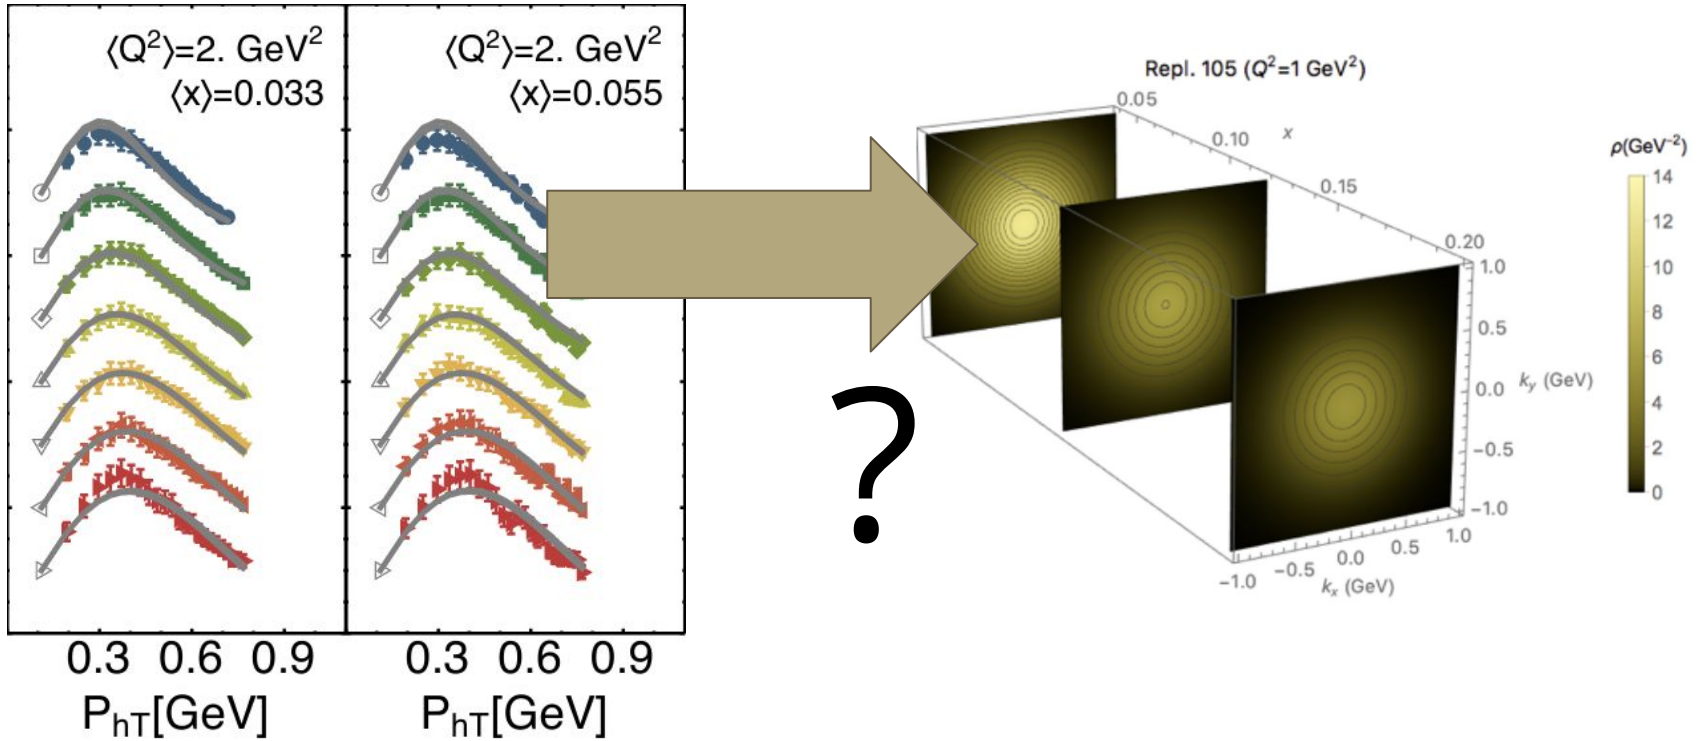 ⟨Q²⟩=2. GeV²
⟨x⟩=0.033
0.3 0.6 0.9
P_hT[GeV]
⟨Q²⟩=2. GeV²
⟨x⟩=0.055
0.3 0.6 0.9
P_hT[GeV]
?
Repl. 105 (Q²=1 GeV²)
0.05
0.10
x
0.15
0.20
1.0
0.5
0.0
k_y (GeV)
−0.5
−1.0
−1.0
−0.5
0.0
0.5
1.0
k_x (GeV)
ρ(GeV⁻²)
14
12
10
8
6
4
2
0